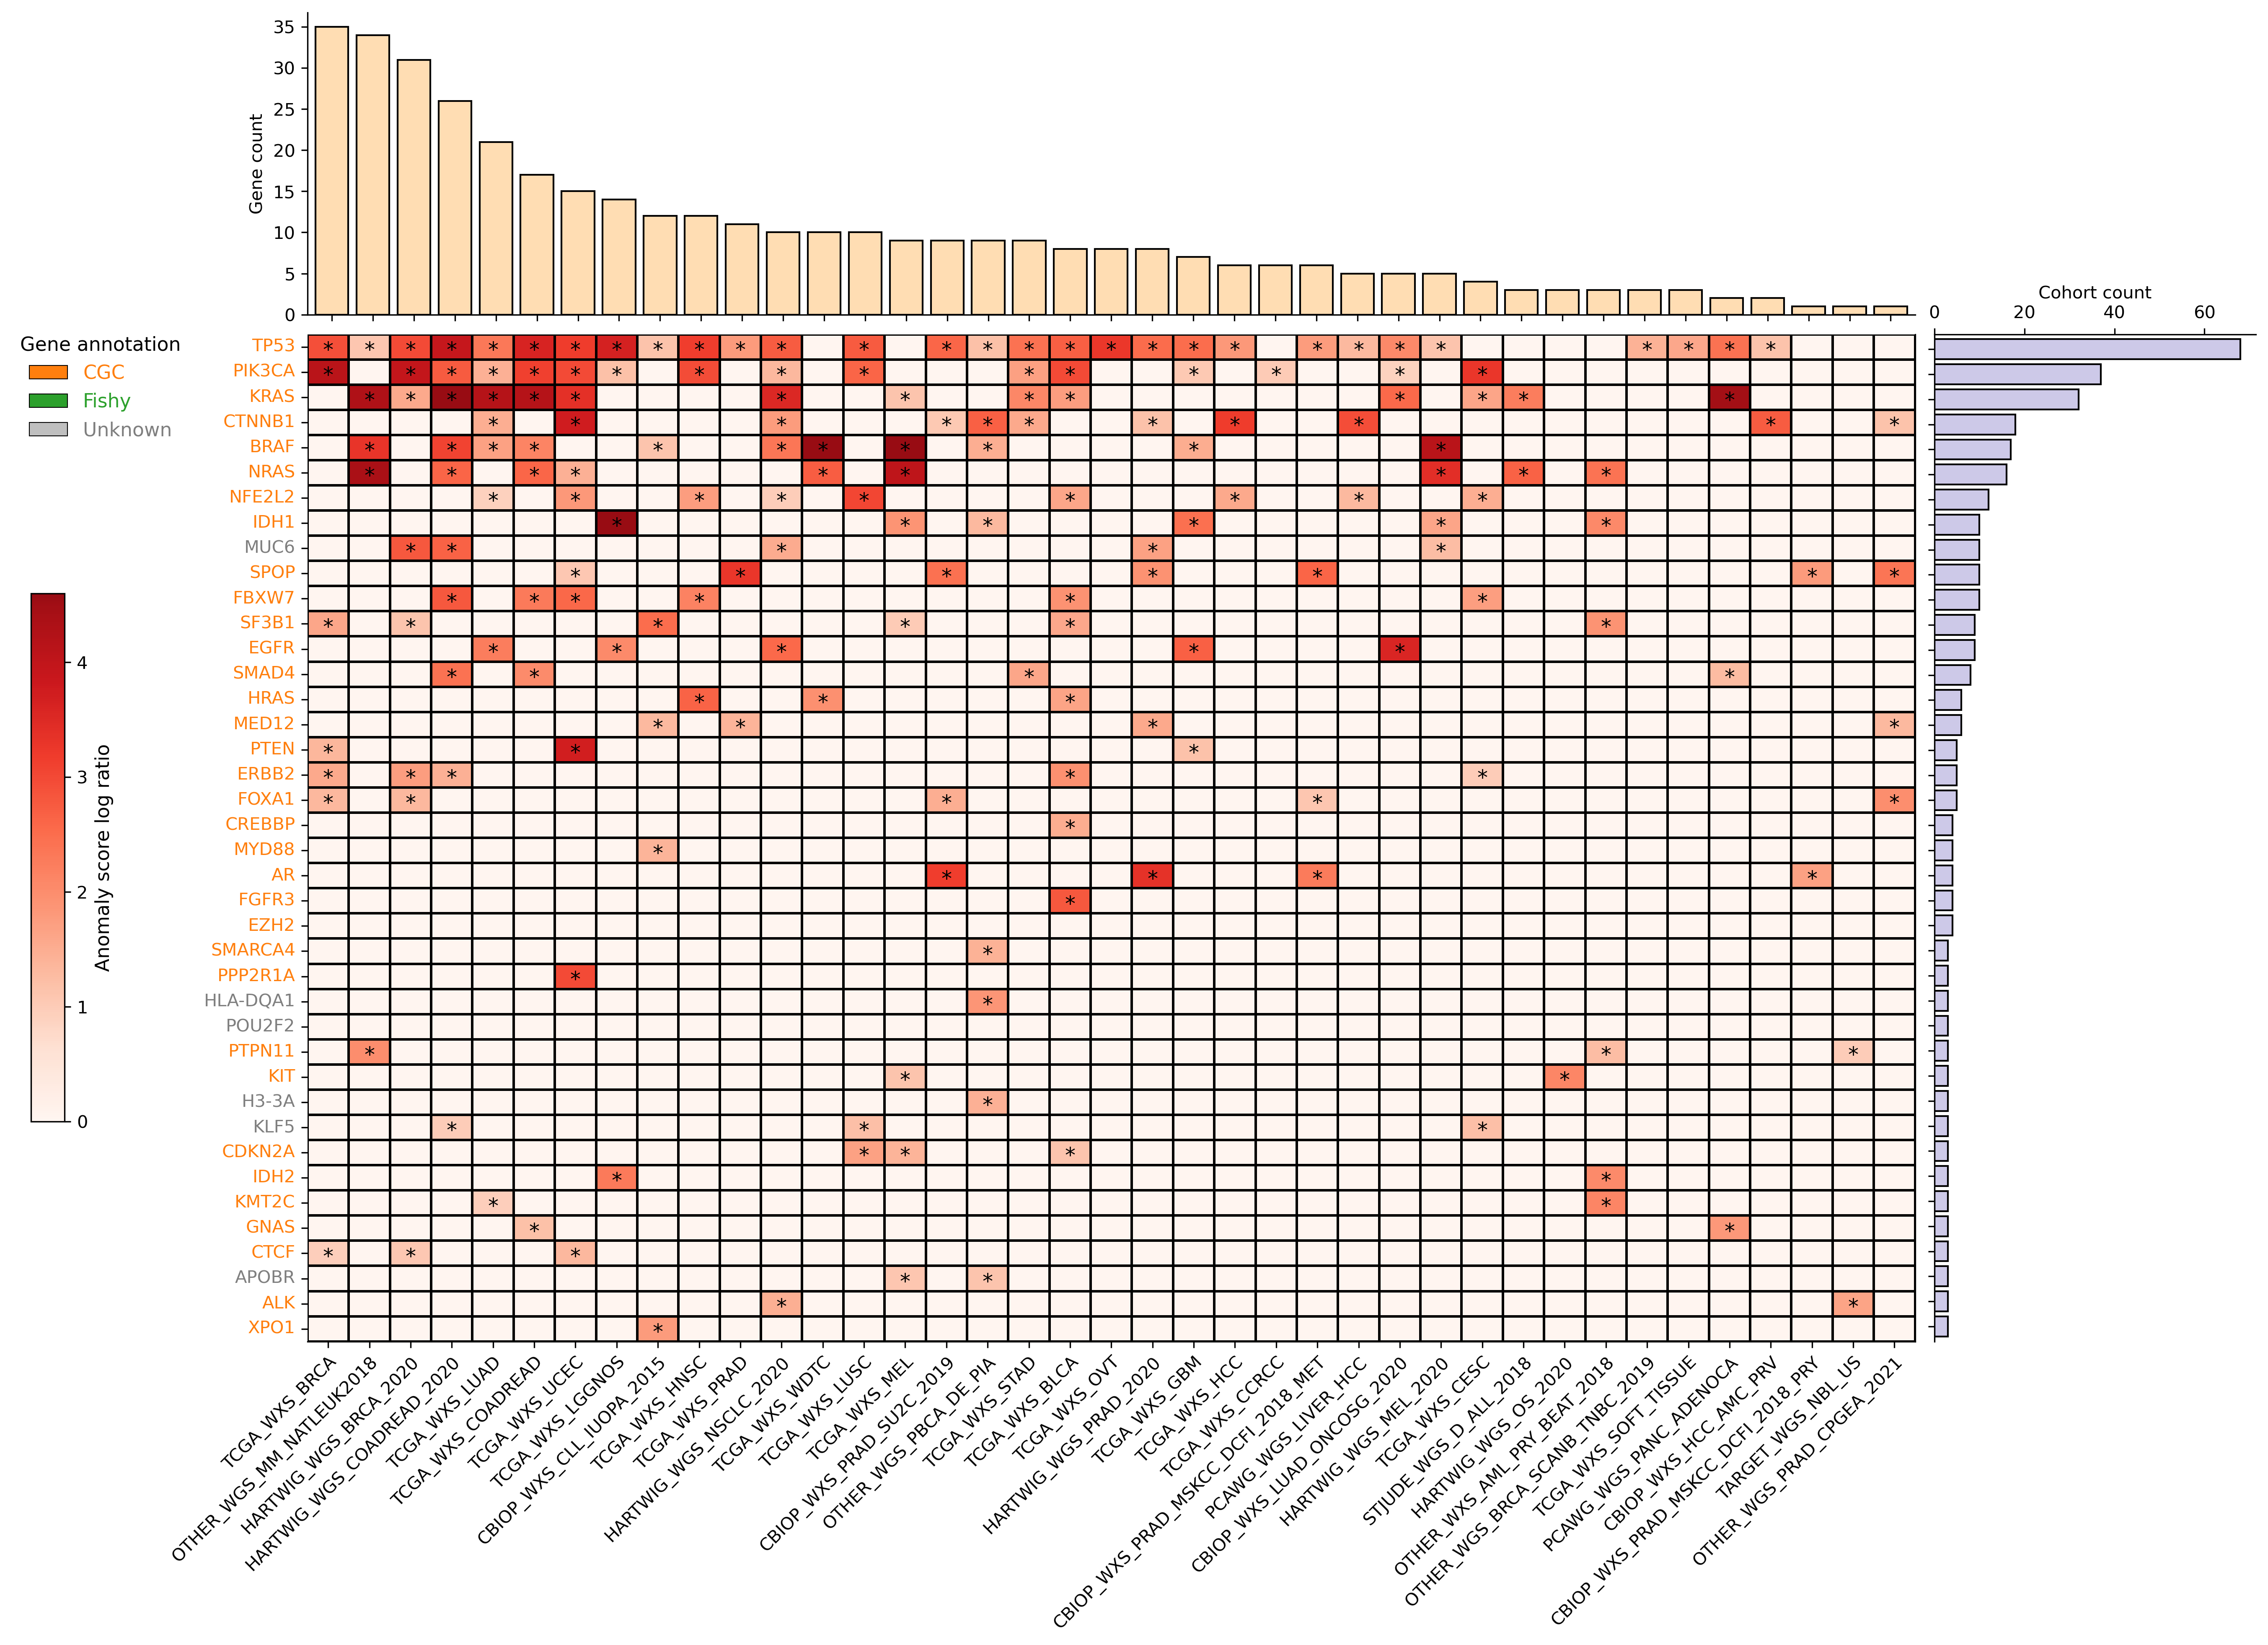 35
30
25
20
15
10
5
0
Gene count
Cohort count
0 20 40 60
Gene annotation
CGC
Fishy
Unknown
4
3
2
1
0
Anomaly score log ratio
TP53
PIK3CA
KRAS
CTNNB1
BRAF
NRAS
NFE2L2
IDH1
MUC6
SPOP
FBXW7
SF3B1
EGFR
SMAD4
HRAS
MED12
PTEN
ERBB2
FOXA1
CREBBP
MYD88
AR
FGFR3
EZH2
SMARCA4
PPP2R1A
HLA-DQA1
POU2F2
PTPN11
KIT
H3-3A
KLF5
CDKN2A
IDH2
KMT2C
GNAS
CTCF
APOBR
ALK
XPO1
TCGA_WXS_BRCA
OTHER_WGS_MM_NATLEUK2018
HARTWIG_WGS_BRCA_2020
HARTWIG_WGS_COADREAD_2020
TCGA_WXS_LUAD
TCGA_WXS_COADREAD
TCGA_WXS_UCEC
TCGA_WXS_LGGNOS
CBIOP_WXS_CLL_IUOPA_2015
TCGA_WXS_HNSC
TCGA_WXS_PRAD
HARTWIG_WGS_NSCLC_2020
TCGA_WXS_WDTC
TCGA_WXS_LUSC
TCGA_WXS_MEL
CBIOP_WXS_PRAD_SU2C_2019
OTHER_WGS_PBCA_DE_PIA
TCGA_WXS_STAD
TCGA_WXS_BLCA
TCGA_WXS_OVT
HARTWIG_WGS_PRAD_2020
TCGA_WXS_GBM
TCGA_WXS_HCC
TCGA_WXS_CCRCC
CBIOP_WXS_PRAD_MSKCC_DCFI_2018_MET
PCAWG_WGS_LIVER_HCC
CBIOP_WXS_LUAD_ONCOSG_2020
HARTWIG_WGS_MEL_2020
TCGA_WXS_CESC
STJUDE_WGS_D_ALL_2018
HARTWIG_WGS_OS_2020
OTHER_WXS_AML_PRY_BEAT_2018
OTHER_WGS_BRCA_SCANB_TNBC_2019
TCGA_WXS_SOFT_TISSUE
PCAWG_WGS_PANC_ADENOCA
CBIOP_WXS_HCC_AMC_PRV
CBIOP_WXS_PRAD_MSKCC_DCFI_2018_PRY
TARGET_WGS_NBL_US
OTHER_WGS_PRAD_CPGEA_2021